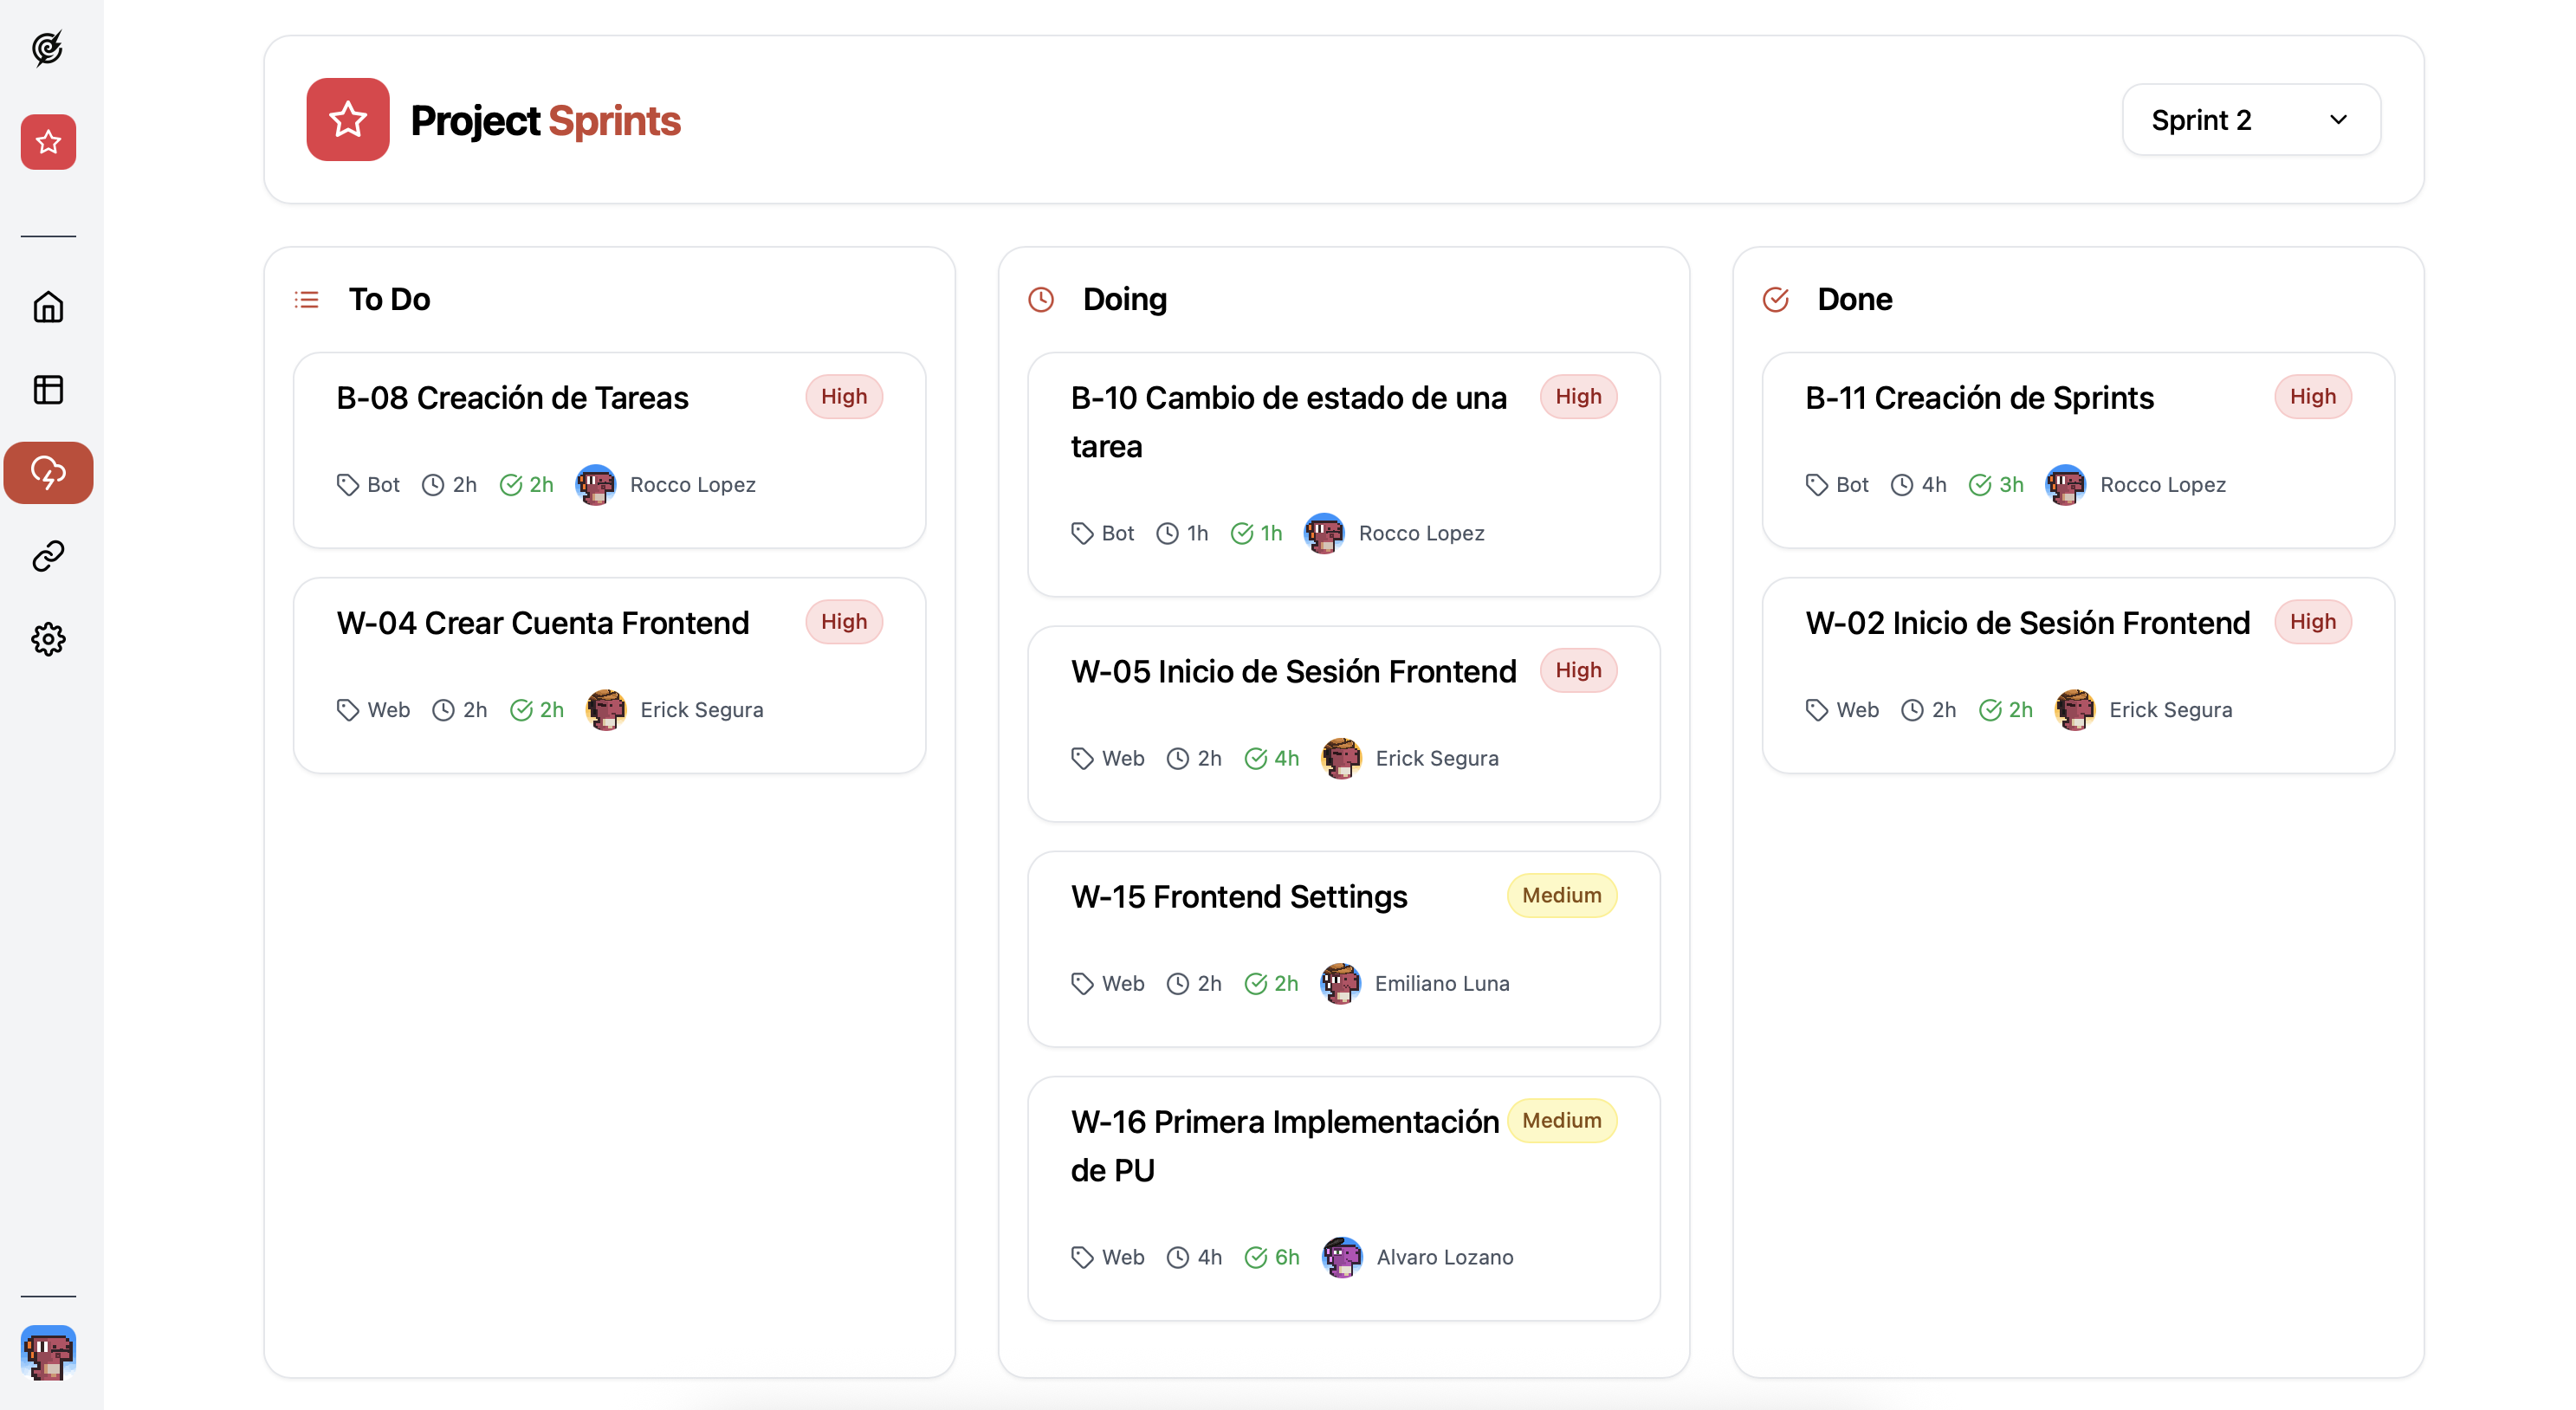 Project Sprints
Sprint 2
To Do
B-08 Creación de Tareas
High
Bot 2h 2h Rocco Lopez
W-04 Crear Cuenta Frontend
High
Web 2h 2h Erick Segura
Doing
B-10 Cambio de estado de una
tarea
High
Bot 1h 1h Rocco Lopez
W-05 Inicio de Sesión Frontend
High
Web 2h 4h Erick Segura
W-15 Frontend Settings
Medium
Web 2h 2h Emiliano Luna
W-16 Primera Implementación
de PU
Medium
Web 4h 6h Alvaro Lozano
Done
B-11 Creación de Sprints
High
Bot 4h 3h Rocco Lopez
W-02 Inicio de Sesión Frontend
High
Web 2h 2h Erick Segura